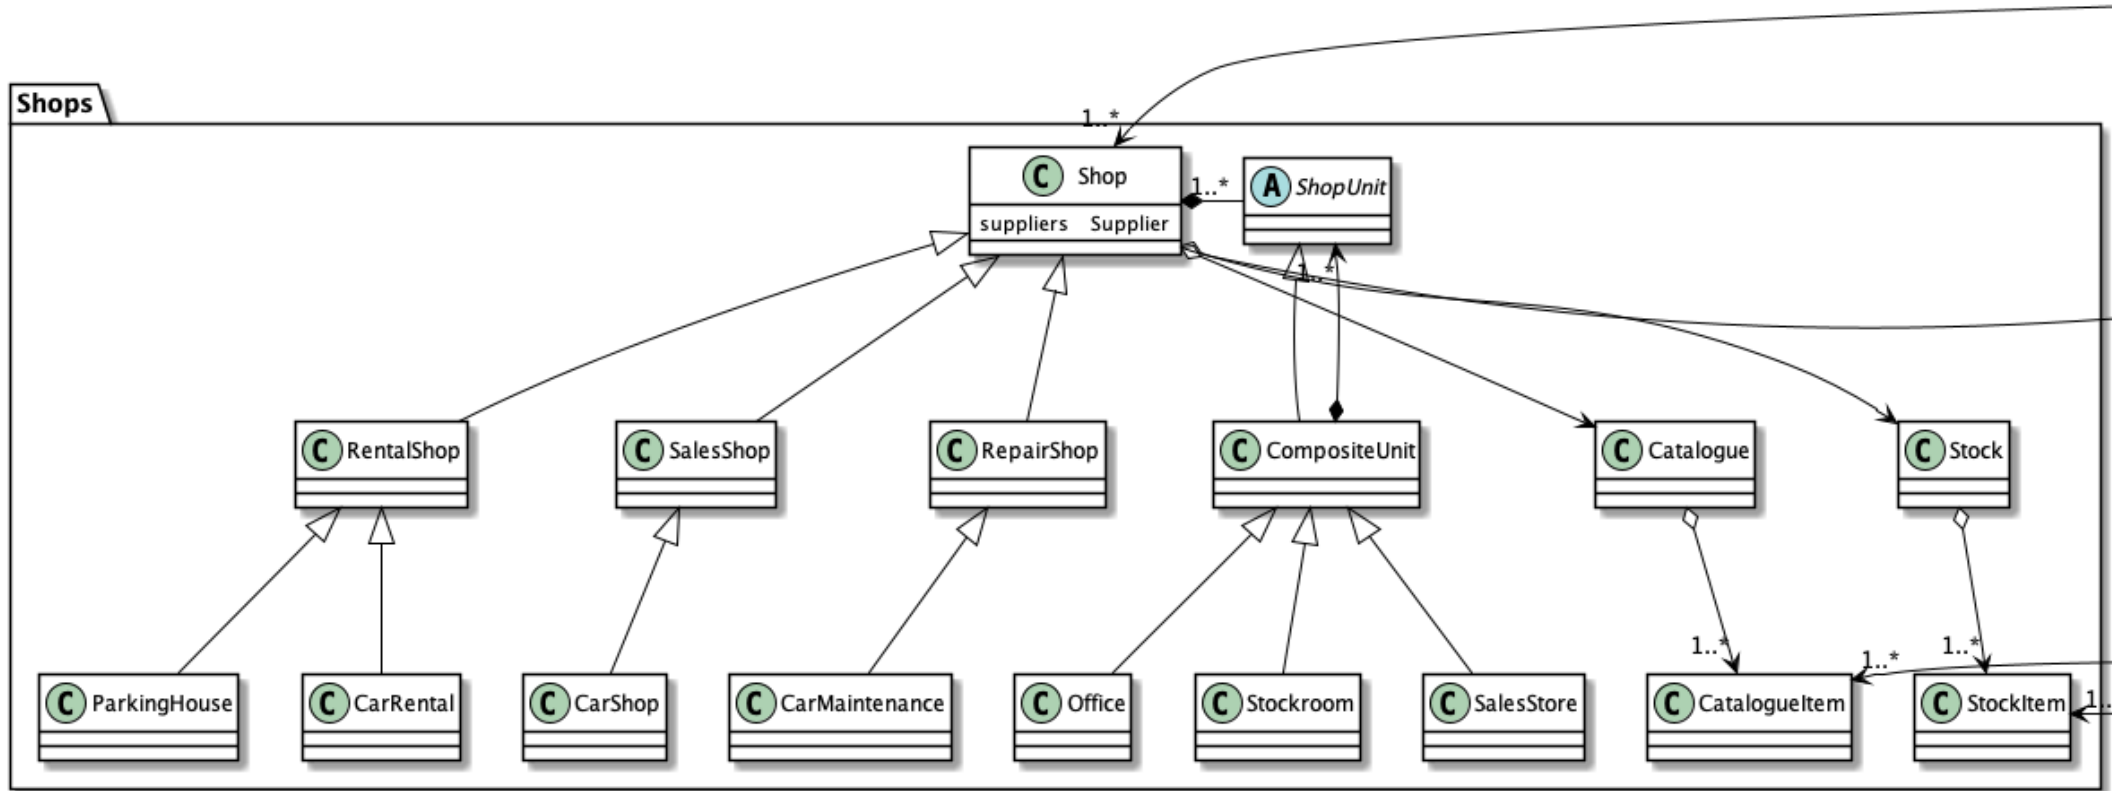 Shops
1..*
C Shop
suppliers Supplier
1..*
A ShopUnit
1..*
C RentalShop
C SalesShop
C RepairShop
C CompositeUnit
C Catalogue
C Stock
1..*
1..*
1..*
1..
C ParkingHouse
C CarRental
C CarShop
C CarMaintenance
C Office
C Stockroom
C SalesStore
C CatalogueItem
C StockItem